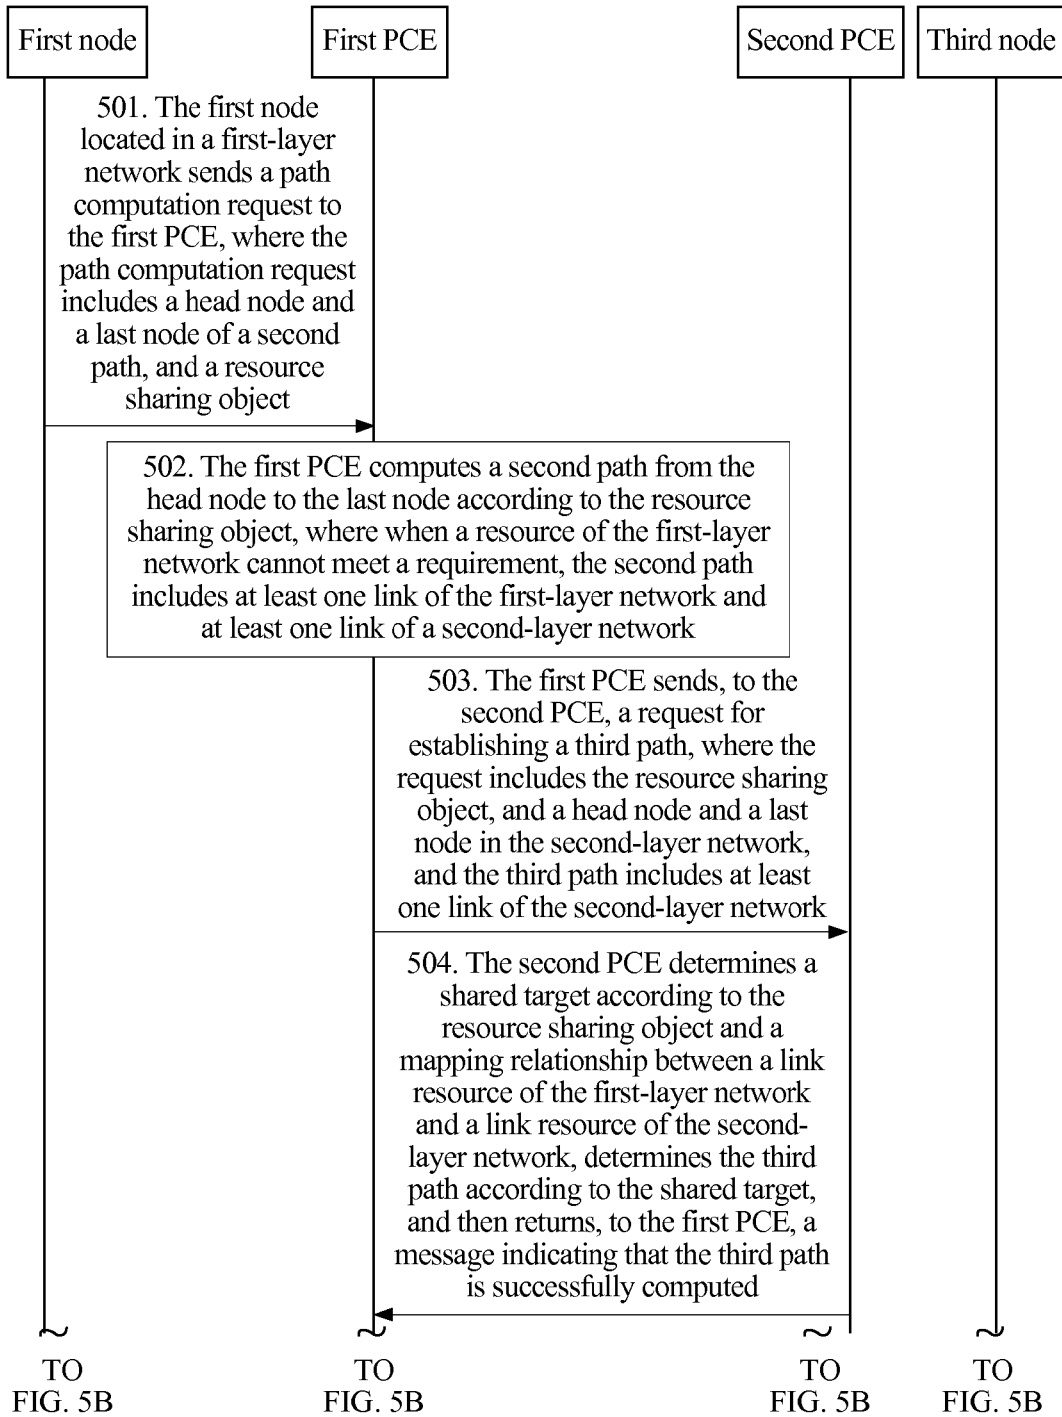 First node
First PCE
Second PCE
Third node
501. The first node
located in a first-layer
network sends a path
computation request to
the first PCE, where the
path computation request
includes a head node and
a last node of a second
path, and a resource
sharing object
502. The first PCE computes a second path from the
head node to the last node according to the resource
sharing object, where when a resource of the first-layer
network cannot meet a requirement, the second path
includes at least one link of the first-layer network and
at least one link of a second-layer network
503. The first PCE sends, to the
second PCE, a request for
establishing a third path, where the
request includes the resource sharing
object, and a head node and a last
node in the second-layer network,
and the third path includes at least
one link of the second-layer network
504. The second PCE determines a
shared target according to the
resource sharing object and a
mapping relationship between a link
resource of the first-layer network
and a link resource of the second-
layer network, determines the third
path according to the shared target,
and then returns, to the first PCE, a
message indicating that the third path
is successfully computed
TO
FIG. 5B
TO
FIG. 5B
TO
FIG. 5B
TO
FIG. 5B